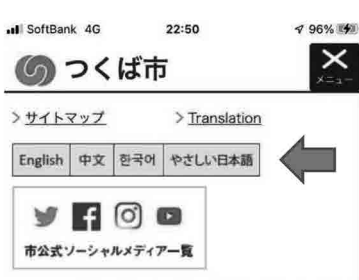 SoftBank 4G 22:50 96%
つくば市
メニュー
> サイトマップ > Translation
English 中文 한국어 やさしい日本語
市公式ソーシャルメディア一覧